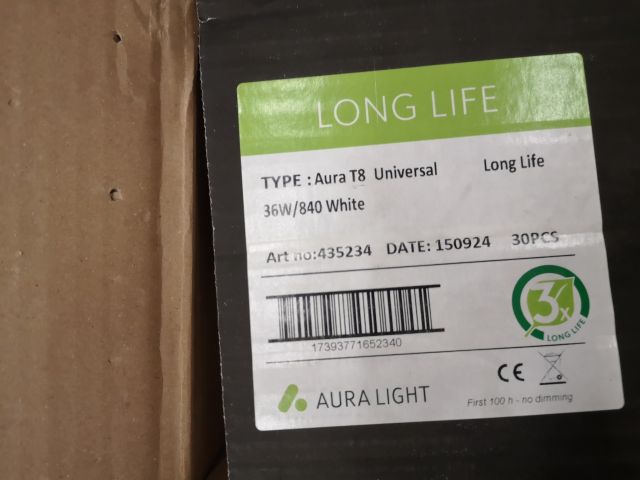 LONG LIFE
TYPE : Aura T8 Universal Long Life
36W/840 White
Art no:435234 DATE: 150924 30PCS
17393771652340
3x
LONG LIFE
CE
AURA LIGHT
First 100 h - no dimming